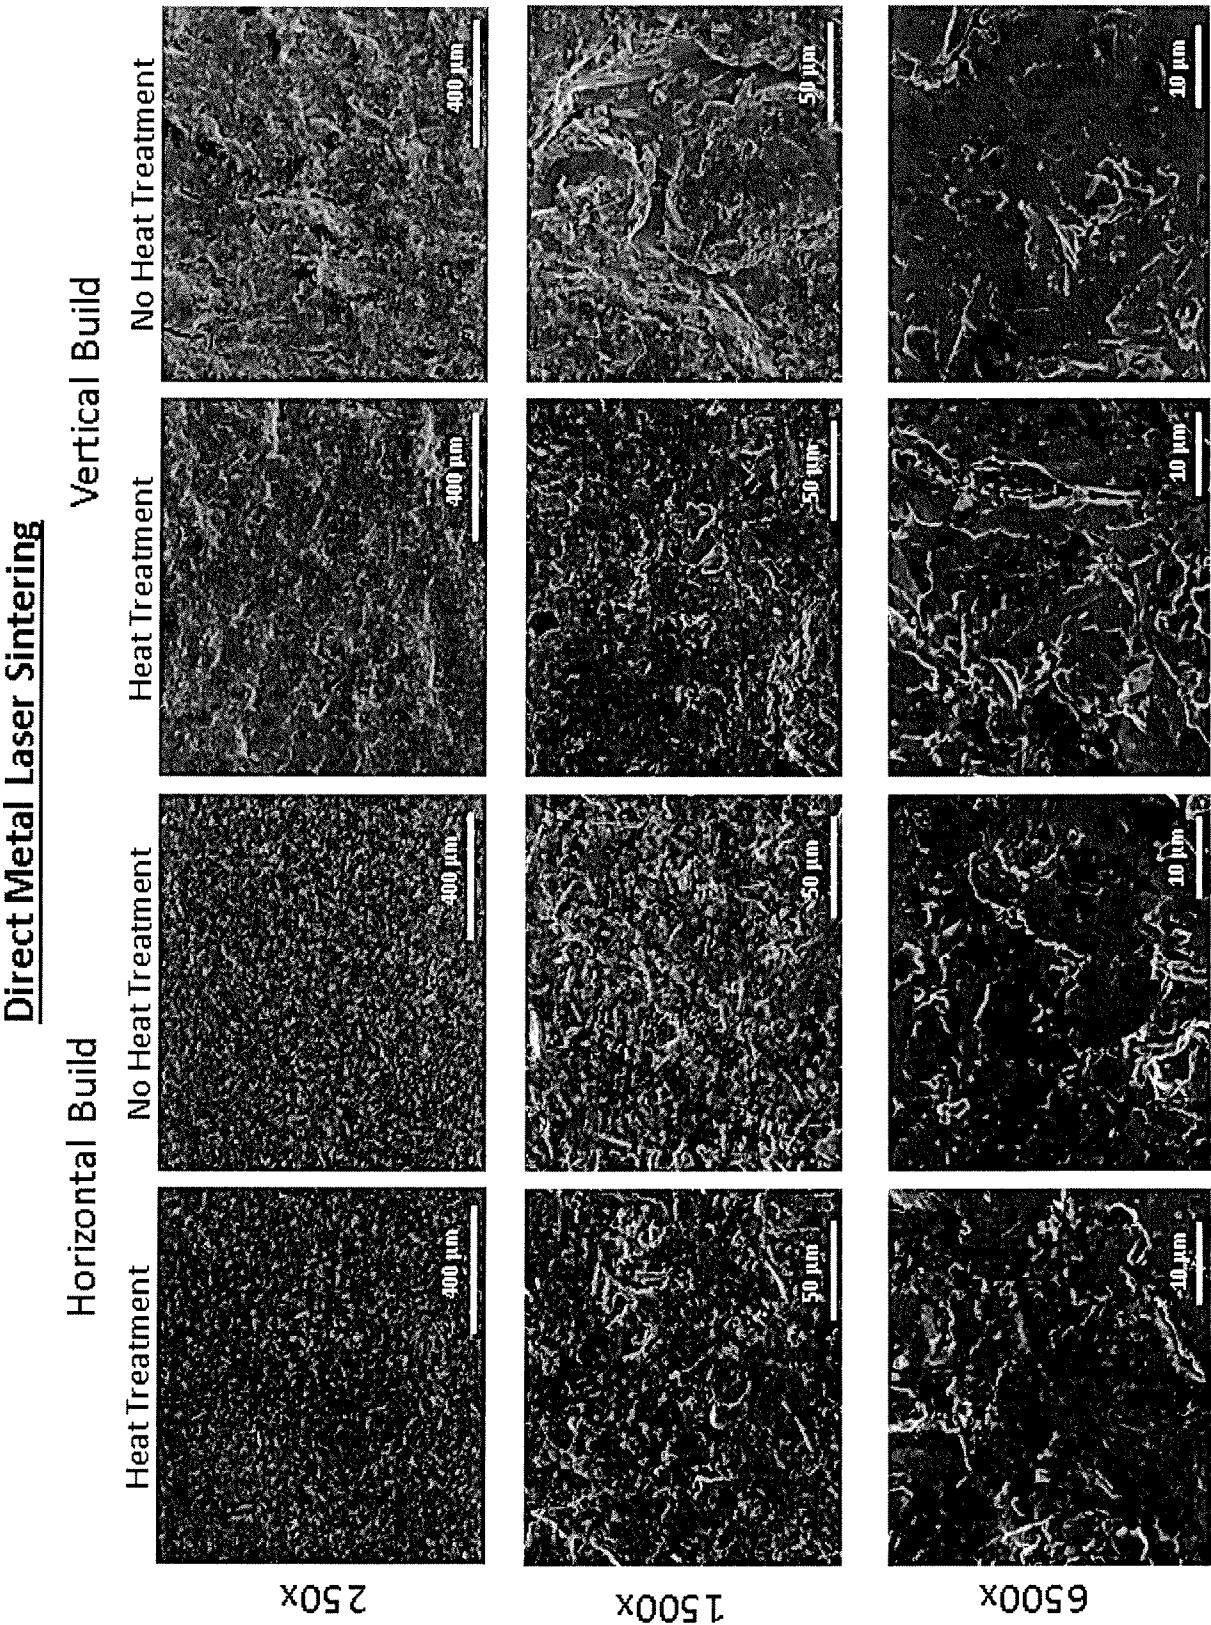 Direct Metal Laser Sintering
Horizontal Build
Vertical Build
Heat Treatment
No Heat Treatment
Heat Treatment
No Heat Treatment
250x
400 µm
400 µm
400 µm
400 µm
1500x
50 µm
50 µm
50 µm
50 µm
6500x
10 µm
10 µm
10 µm
10 µm